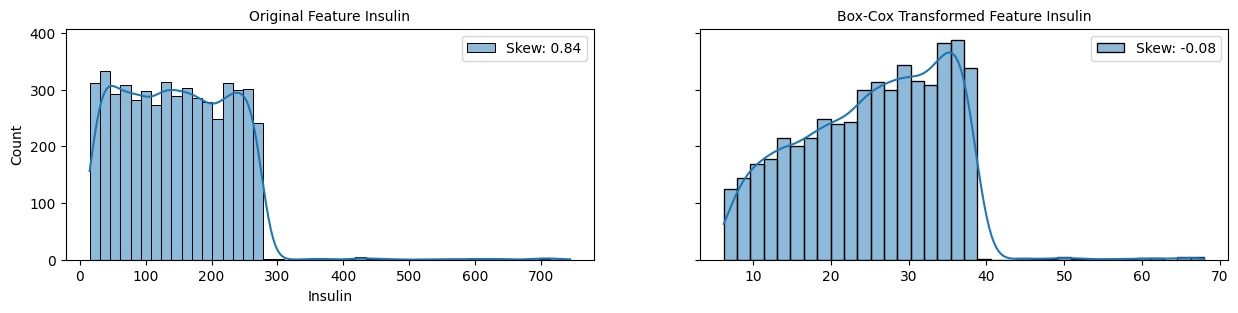 Original Feature Insulin
Skew: 0.84
400
300
200
100
0
Count
0 100 200 300 400 500 600 700
Insulin
Box-Cox Transformed Feature Insulin
Skew: -0.08
10 20 30 40 50 60 70